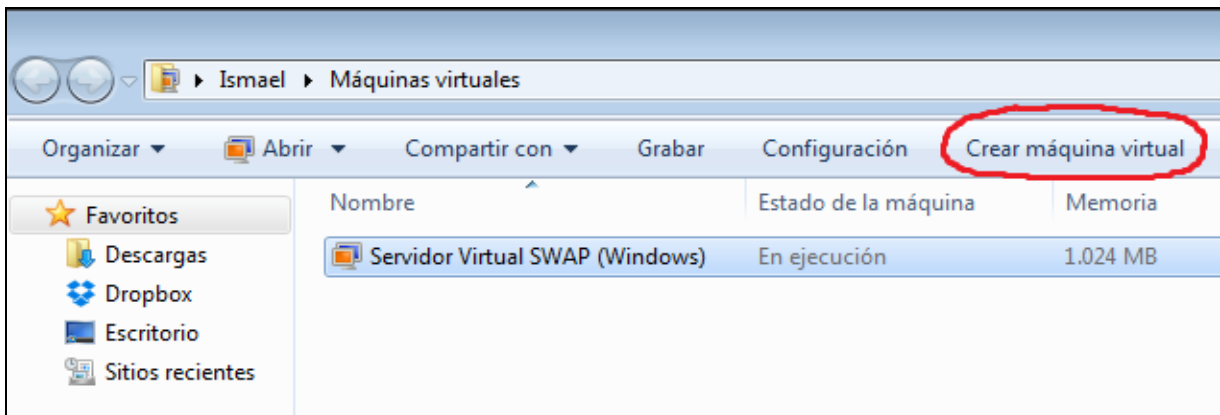 Ismael Máquinas virtuales
Organizar Abrir Compartir con Grabar Configuración Crear máquina virtual
Favoritos
Descargas
Dropbox
Escritorio
Sitios recientes
Nombre Estado de la máquina Memoria
Servidor Virtual SWAP (Windows) En ejecución 1.024 MB